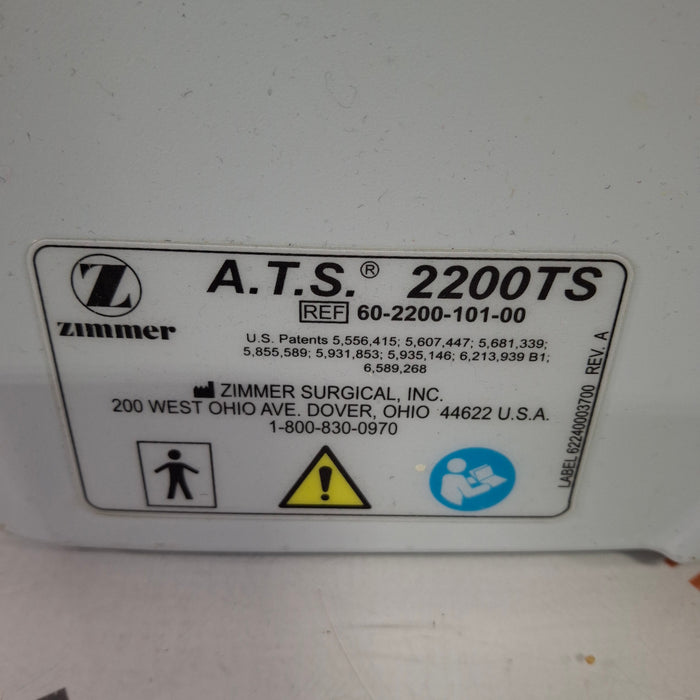 Z
zimmer
A.T.S.® 2200TS
REF 60-2200-101-00
U.S. Patents 5,556,415; 5,607,447; 5,681,339;
5,855,589; 5,931,853; 5,935,146; 6,213,939 B1;
6,589,268
ZIMMER SURGICAL, INC.
200 WEST OHIO AVE. DOVER, OHIO 44622 U.S.A.
1-800-830-0970
LABEL 62240003700 REV. A